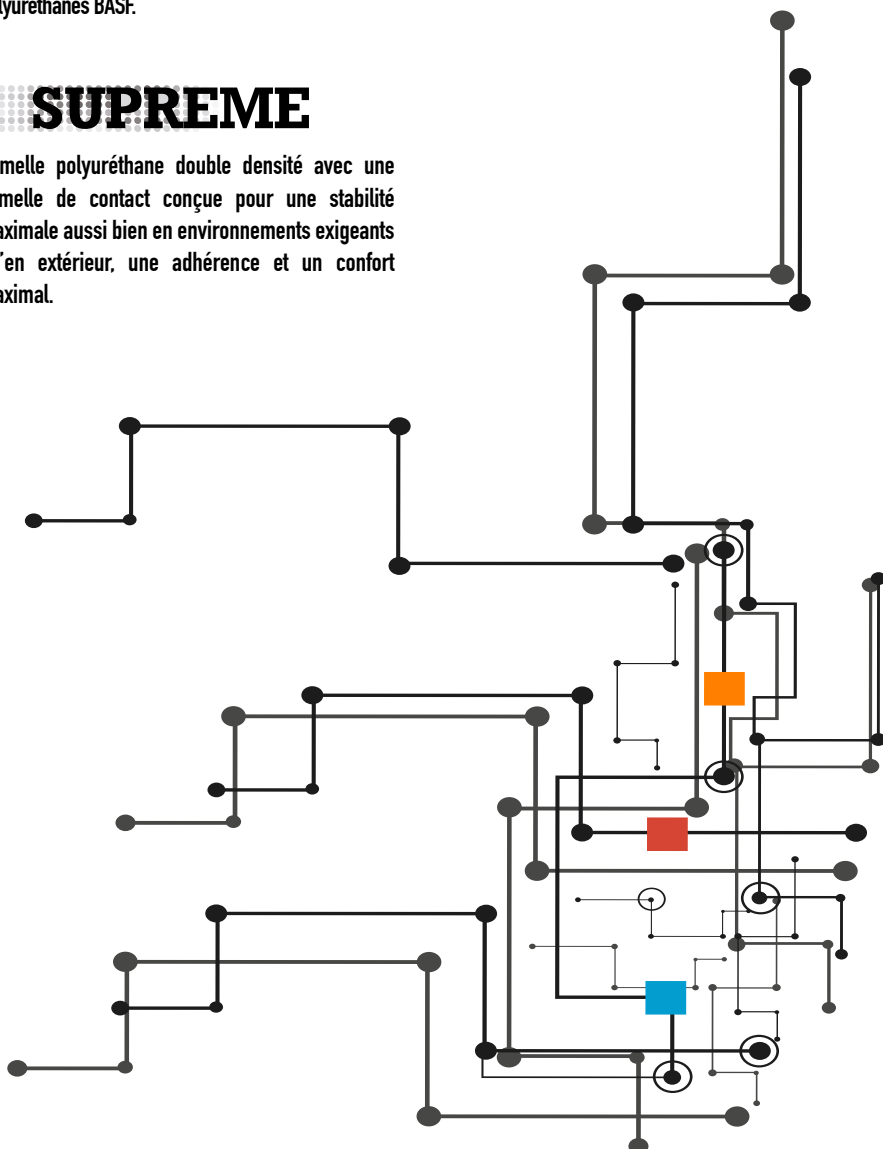 lyuréthanes BASF.
SUPREME
melle polyuréthane double densité avec une
melle de contact conçue pour une stabilité
aximale aussi bien en environnements exigeants
'en extérieur, une adhérence et un confort
aximal.